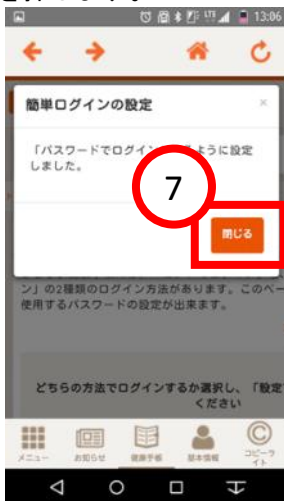 13:06
簡単ログインの設定
×
「パスワードでログイン
るように設定
しました。
7
閉じる
ン」の2種類のログイン方法があります。このペー
使用するパスワードの設定が出来ます。
どちらの方法でログインするか選択し、「設定
ください
メニュー
お知らせ
健康手帳
基本情報
コピーラ
イト